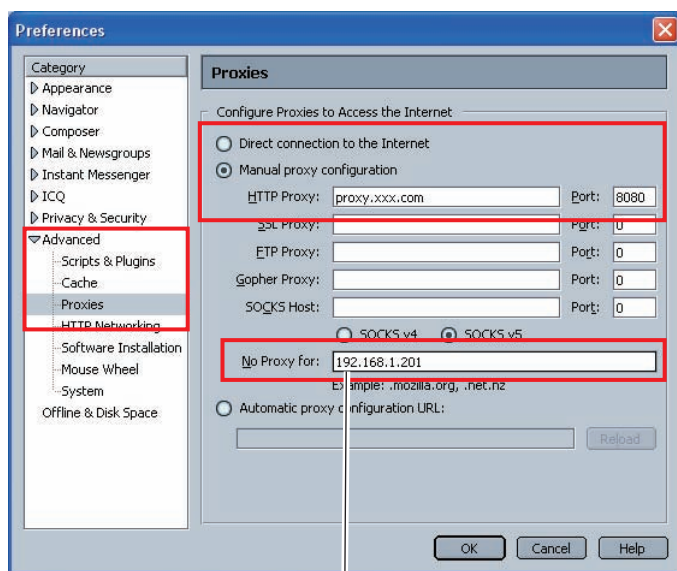 Preferences
Category
Appearance
Navigator
Composer
Mail & Newsgroups
Instant Messenger
ICQ
Privacy & Security
Advanced
Scripts & Plugins
Cache
Proxies
HTTP Networking
Software Installation
Mouse Wheel
System
Offline & Disk Space
Proxies
Configure Proxies to Access the Internet
Direct connection to the Internet
Manual proxy configuration
HTTP Proxy: proxy.xxx.com Port: 8080
SSL Proxy: Port: 0
FTP Proxy: Port: 0
Gopher Proxy: Port: 0
SOCKS Host: Port: 0
SOCKS v4 SOCKS v5
No Proxy for: 192.168.1.201
Example: .mozilla.org, .net.nz
Automatic proxy configuration URL:
Reload
OK Cancel Help